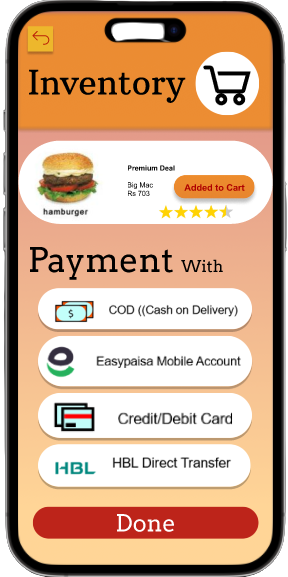 Inventory
Premium Deal
Big Mac
Rs 703
Added to Cart
hamburger
Payment With
COD ((Cash on Delivery)
Easypaisa Mobile Account
Credit/Debit Card
HBL
HBL Direct Transfer
Done